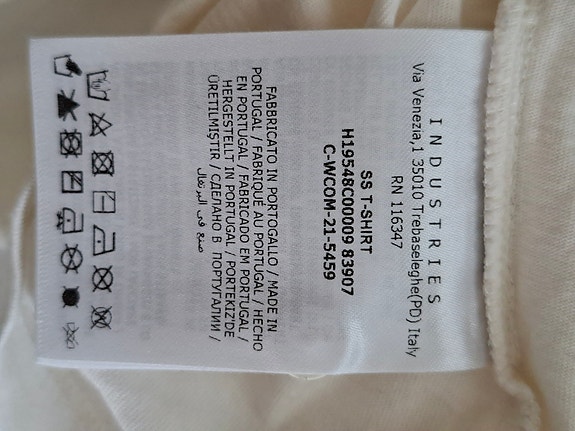 INDUSTRIES
Via Venezia,1 35010 Trebaseleghe(PD) Italy
RN 116347
SS T-SHIRT
H19548C00009 83907
C-WCOM-21-5459
FABBRICATO IN PORTOGALLO / MADE IN
PORTUGAL / FABRIQUÉ AU PORTUGAL / HECHO
EN PORTUGAL / FABRICADO EM PORTUGAL /
HERGESTELLT IN PORTUGAL / PORTEKIZ'DE
ÜRETILMIŞTIR / СДЕЛАНО В ПОРТУГАЛИИ /
صنع في البرتغال